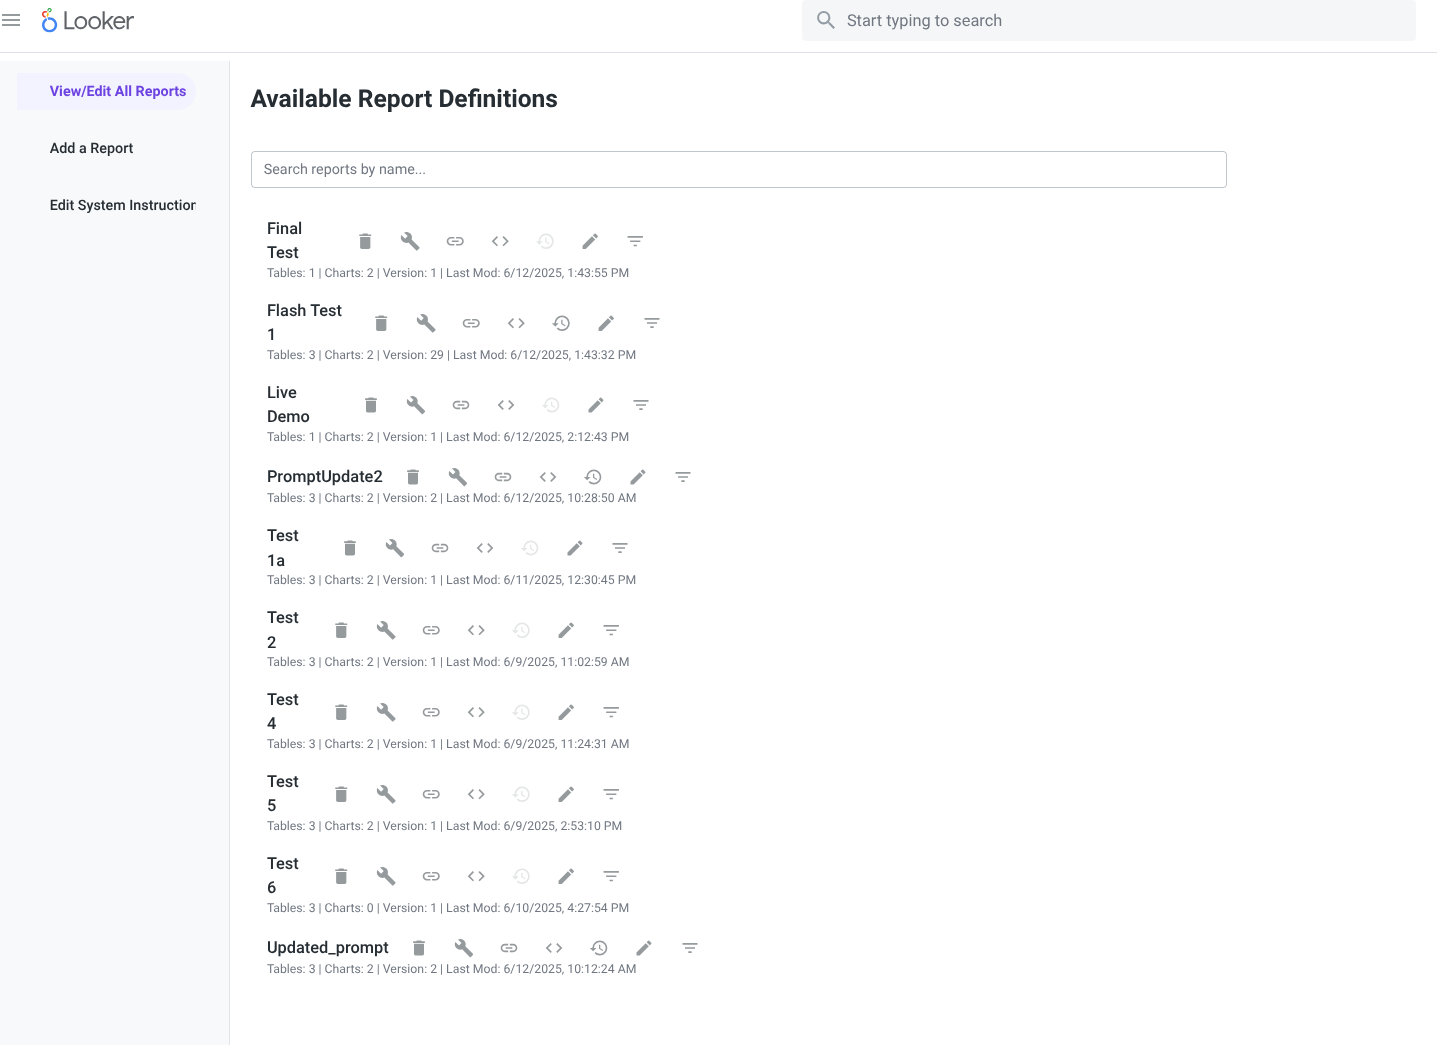 Looker
Start typing to search
View/Edit All Reports
Add a Report
Edit System Instruction
Available Report Definitions
Search reports by name...
Final
Test
Tables: 1 | Charts: 2 | Version: 1 | Last Mod: 6/12/2025, 1:43:55 PM
Flash Test
1
Tables: 3 | Charts: 2 | Version: 29 | Last Mod: 6/12/2025, 1:43:32 PM
Live
Demo
Tables: 1 | Charts: 2 | Version: 1 | Last Mod: 6/12/2025, 2:12:43 PM
PromptUpdate2
Tables: 3 | Charts: 2 | Version: 2 | Last Mod: 6/12/2025, 10:28:50 AM
Test
1a
Tables: 3 | Charts: 2 | Version: 1 | Last Mod: 6/11/2025, 12:30:45 PM
Test
2
Tables: 3 | Charts: 2 | Version: 1 | Last Mod: 6/9/2025, 11:02:59 AM
Test
4
Tables: 3 | Charts: 2 | Version: 1 | Last Mod: 6/9/2025, 11:24:31 AM
Test
5
Tables: 3 | Charts: 2 | Version: 1 | Last Mod: 6/9/2025, 2:53:10 PM
Test
6
Tables: 3 | Charts: 0 | Version: 1 | Last Mod: 6/10/2025, 4:27:54 PM
Updated_prompt
Tables: 3 | Charts: 2 | Version: 2 | Last Mod: 6/12/2025, 10:12:24 AM